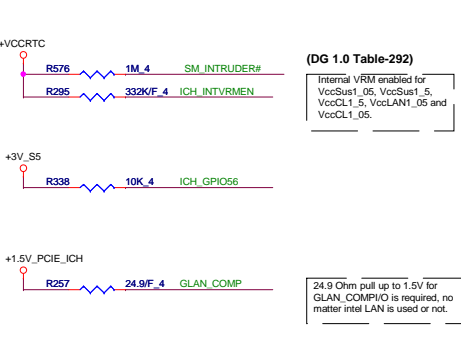 +VCCRTC
R576 1M_4 SM_INTRUDER#
R295 332K/F_4 ICH_INTVRMEN
(DG 1.0 Table-292)
Internal VRM enabled for
VccSus1_05, VccSus1_5,
VccCL1_5, VccLAN1_05 and
VccCL1_05.
+3V_S5
R338 10K_4 ICH_GPIO56
+1.5V_PCIE_ICH
R257 24.9/F_4 GLAN_COMP
24.9 Ohm pull up to 1.5V for
GLAN_COMPI/O is required, no
matter intel LAN is used or not.